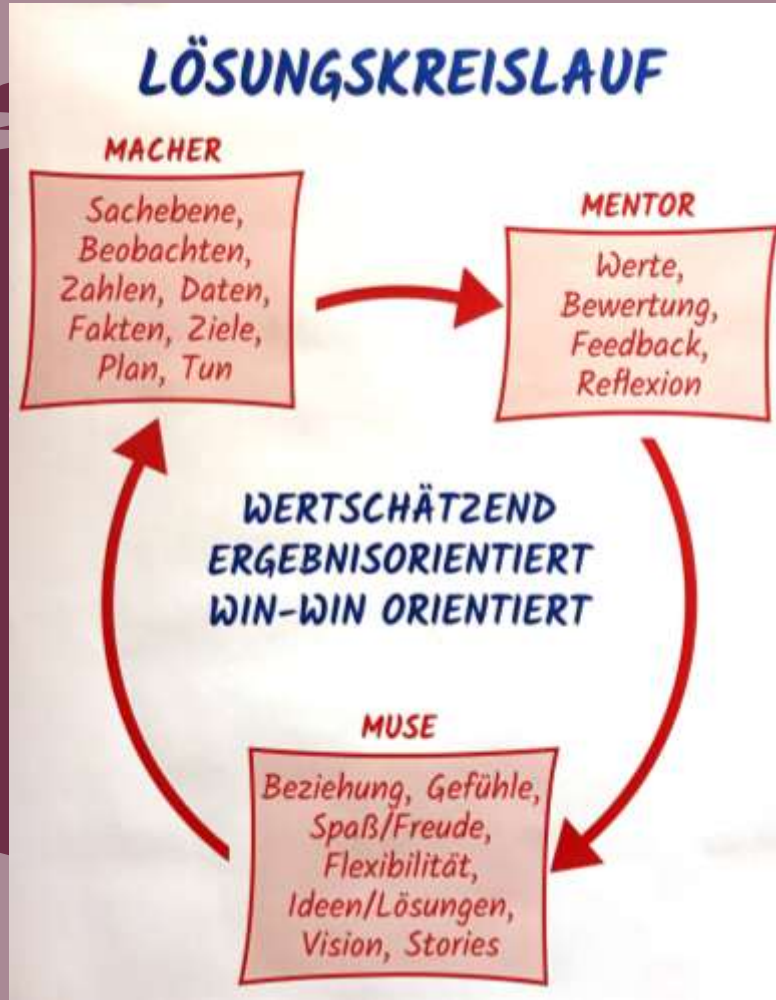 LÖSUNGSKREISLAUF
MACHER
Sachebene,
Beobachten,
Zahlen, Daten,
Fakten, Ziele,
Plan, Tun
MENTOR
Werte,
Bewertung,
Feedback,
Reflexion
WERTSCHÄTZEND
ERGEBNISORIENTIERT
WIN-WIN ORIENTIERT
MUSE
Beziehung, Gefühle,
Spaß/Freude,
Flexibilität,
Ideen/Lösungen,
Vision, Stories